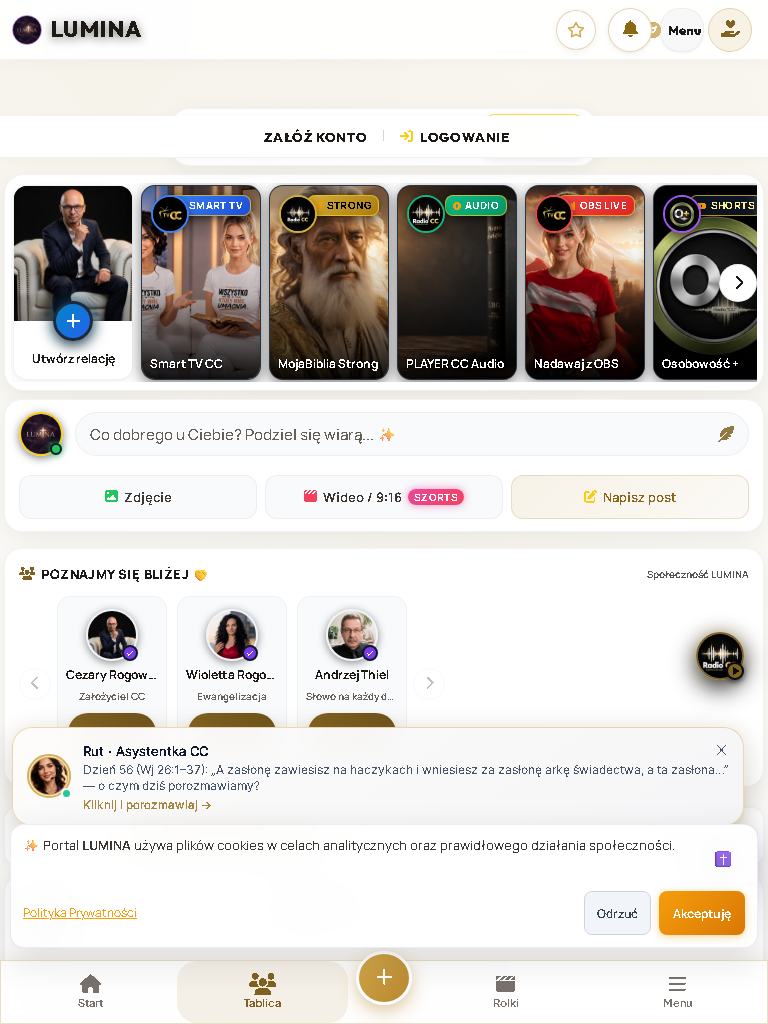 LUMINA
Menu
ZAŁÓŻ KONTO
LOGOWANIE
SMART TV
STRONG
AUDIO
OBS LIVE
SHORTS
Utwórz relację
Smart TV CC
MojaBiblia Strong
PLAYER CC Audio
Nadawaj z OBS
Osobowość +
Co dobrego u Ciebie? Podziel się wiarą... ✨
Zdjęcie
Wideo / 9:16 SZORTS
Napisz post
POZNAJMY SIĘ BLIŻEJ 🤝
Społeczność LUMINA
Cezary Rogow...
Wioletta Rogo...
Andrzej Thiel
Założyciel CC
Ewangelizacja
Słowo na każdy d...
Rut · Asystentka CC
Dzień 56 (Wj 26:1–37): „A zasłonę zawiesisz na haczykach i wniesiesz za zasłonę arkę świadectwa, a ta zasłona...”
— o czym dziś porozmawiamy?
Kliknij i porozmawiaj →
✨ Portal LUMINA używa plików cookies w celach analitycznych oraz prawidłowego działania społeczności.
Polityka Prywatności
Odrzuć
Akceptuję
Start
Tablica
Rolki
Menu